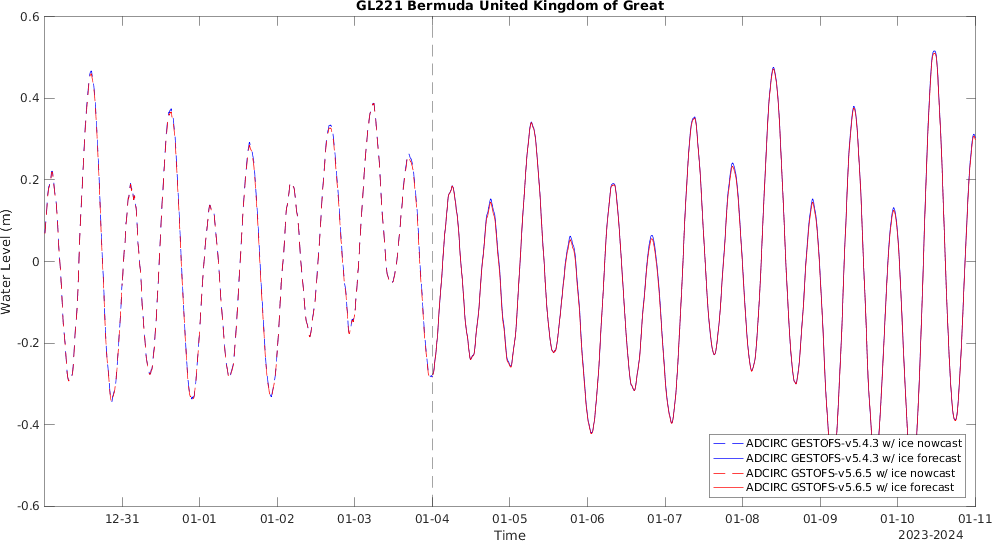 GL221 Bermuda United Kingdom of Great
0.6
0.4
0.2
0
-0.2
-0.4
-0.6
Water Level (m)
ADCIRC GESTOFS-v5.4.3 w/ ice nowcast
ADCIRC GESTOFS-v5.4.3 w/ ice forecast
ADCIRC GSTOFS-v5.6.5 w/ ice nowcast
ADCIRC GSTOFS-v5.6.5 w/ ice forecast
12-31 01-01 01-02 01-03 01-04 01-05 01-06 01-07 01-08 01-09 01-10 01-11
Time
2023-2024